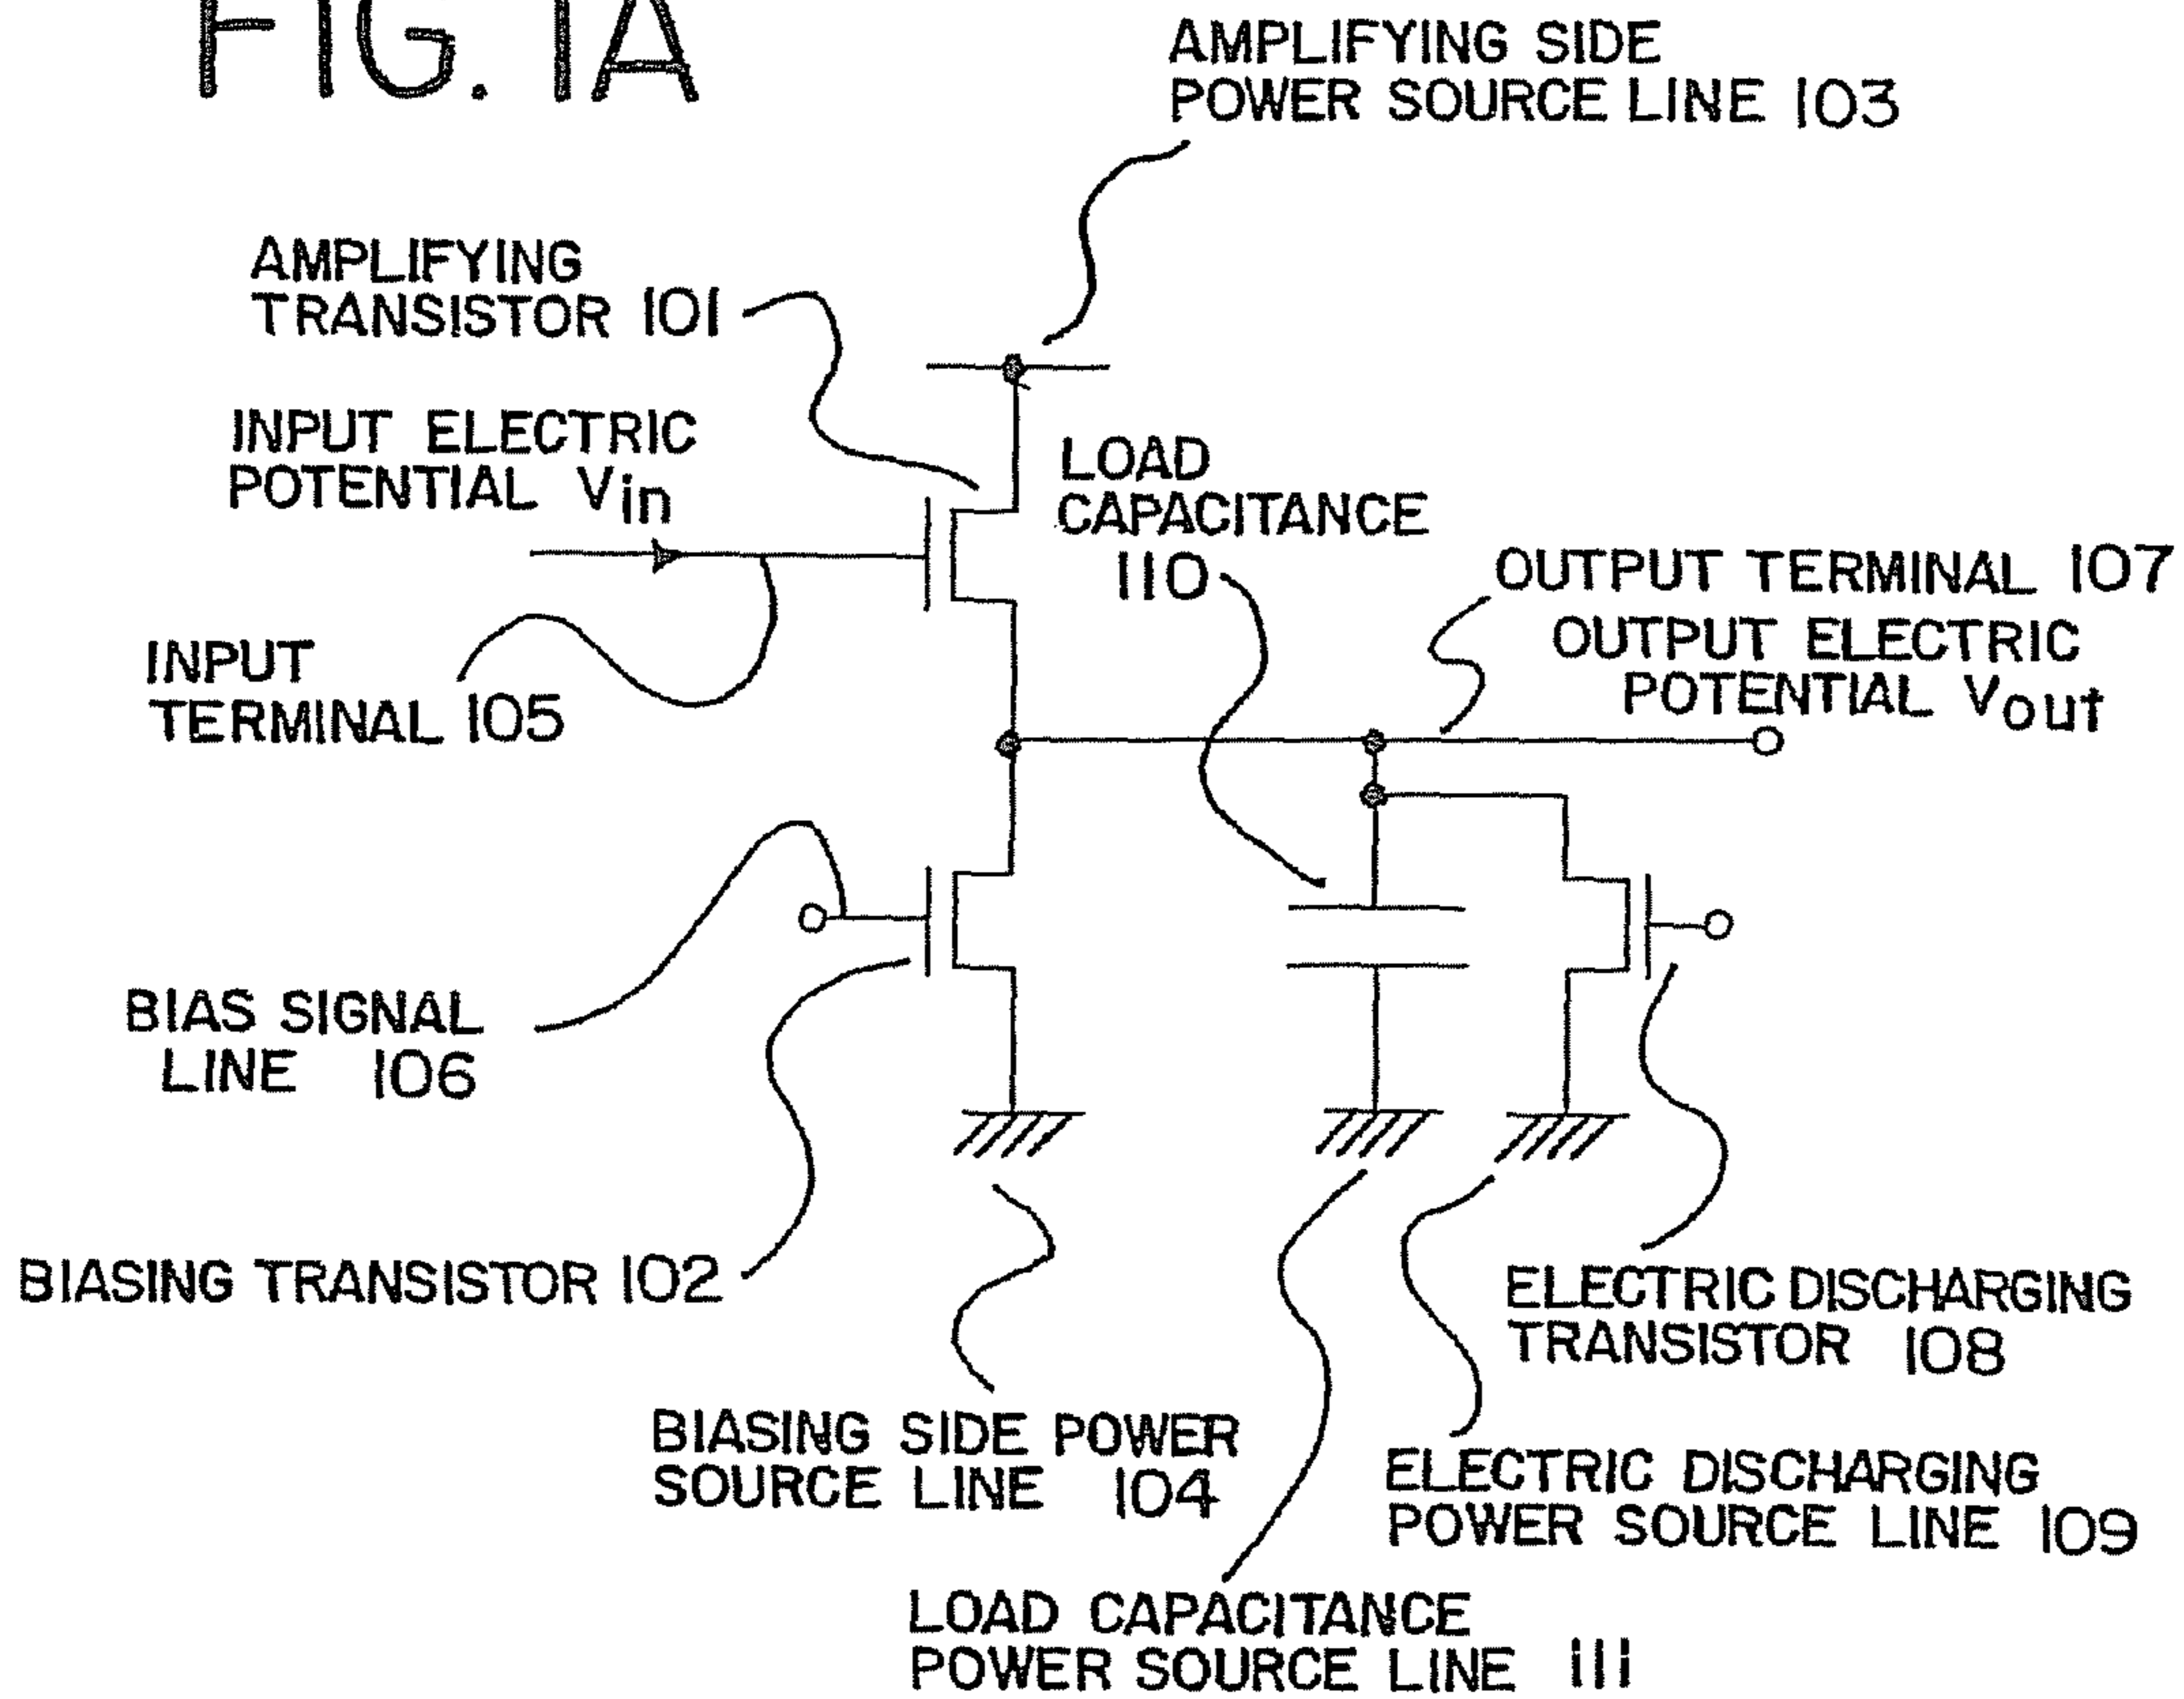 FIG. 1A
AMPLIFYING SIDE
POWER SOURCE LINE 103
AMPLIFYING
TRANSISTOR 101
INPUT ELECTRIC
POTENTIAL Vin
LOAD
CAPACITANCE
110
OUTPUT TERMINAL 107
OUTPUT ELECTRIC
POTENTIAL Vout
INPUT
TERMINAL 105
BIAS SIGNAL
LINE 106
BIASING TRANSISTOR 102
ELECTRIC DISCHARGING
TRANSISTOR 108
BIASING SIDE POWER
SOURCE LINE 104
ELECTRIC DISCHARGING
POWER SOURCE LINE 109
LOAD CAPACITANCE
POWER SOURCE LINE 111